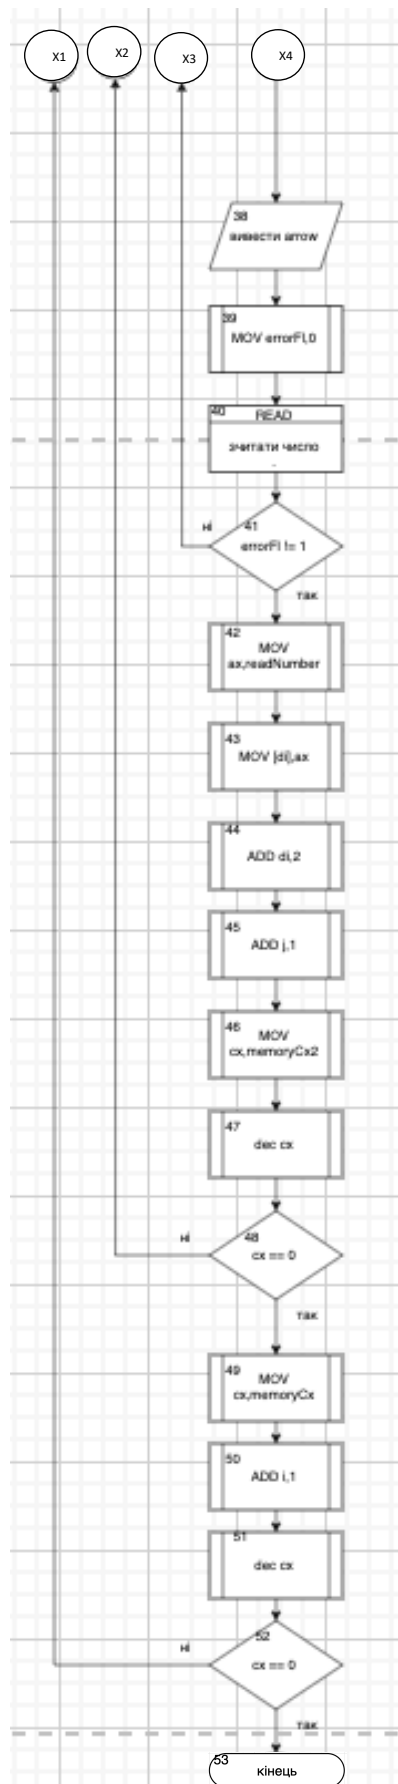 X1
X2
X3
X4
38
вивести arrow
39
MOV errorFl,0
40
READ
зчитати число
41
ні
errorFl != 1
так
42
MOV
ax,readNumber
43
MOV [di],ax
44
ADD di,2
45
ADD j,1
46
MOV
cx,memoryCx2
47
dec cx
48
ні
cx == 0
так
49
MOV
cx,memoryCx
50
ADD i,1
51
dec cx
52
ні
cx == 0
так
53
кінець